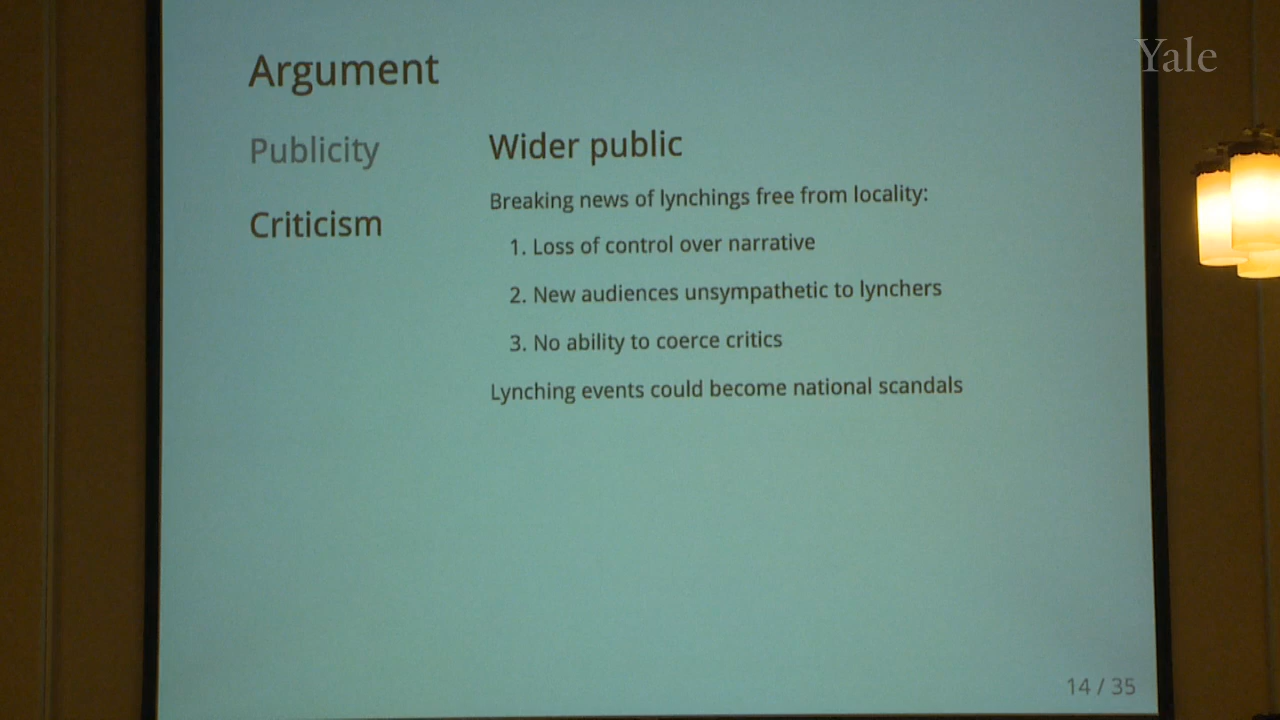 Yale
Argument
Publicity
Criticism
Wider public
Breaking news of lynchings free from locality:
1. Loss of control over narrative
2. New audiences unsympathetic to lynchers
3. No ability to coerce critics
Lynching events could become national scandals
14 / 35